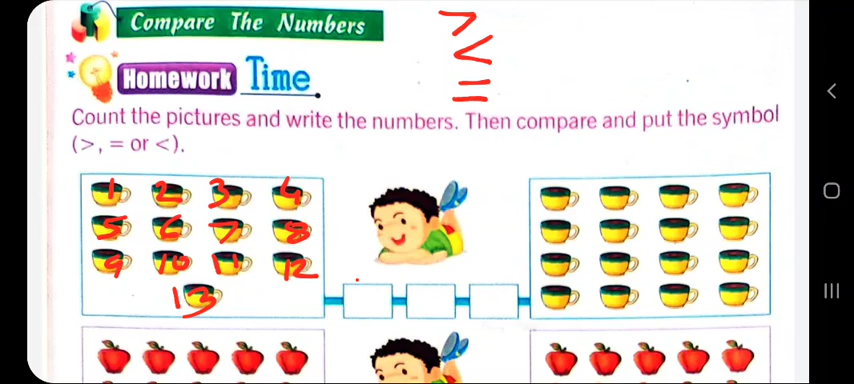 Compare The Numbers
>
<
=
Homework Time
Count the pictures and write the numbers. Then compare and put the symbol
(>, = or <).
1 2 3 4
5 6 7 8
9 10 11 12
13